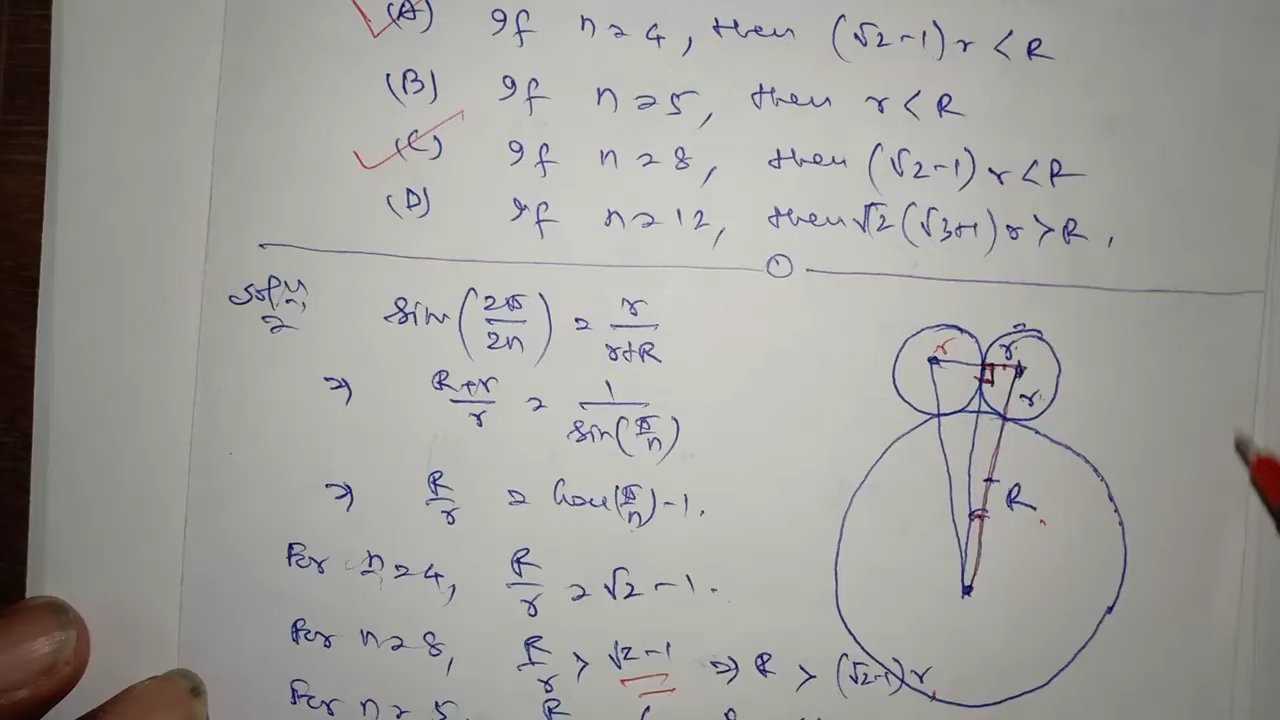 (A) If n = 4, then (√2-1) r < R
(B) If n = 5, then r < R
(C) If n = 8, then (√2-1) r < R
(D) If n = 12, then √2 (√3+1) r > R.
Soln:
sin(2π/2n) = r/(r+R)
⇒ (R+r)/r = 1/sin(π/n)
⇒ R/r = Cosec(π/n) - 1.
For n = 4, R/r = √2 - 1.
For n = 8, R/r > √2-1 ⇒ R > (√2-1) r
For n = 5, R
r
r
r
R